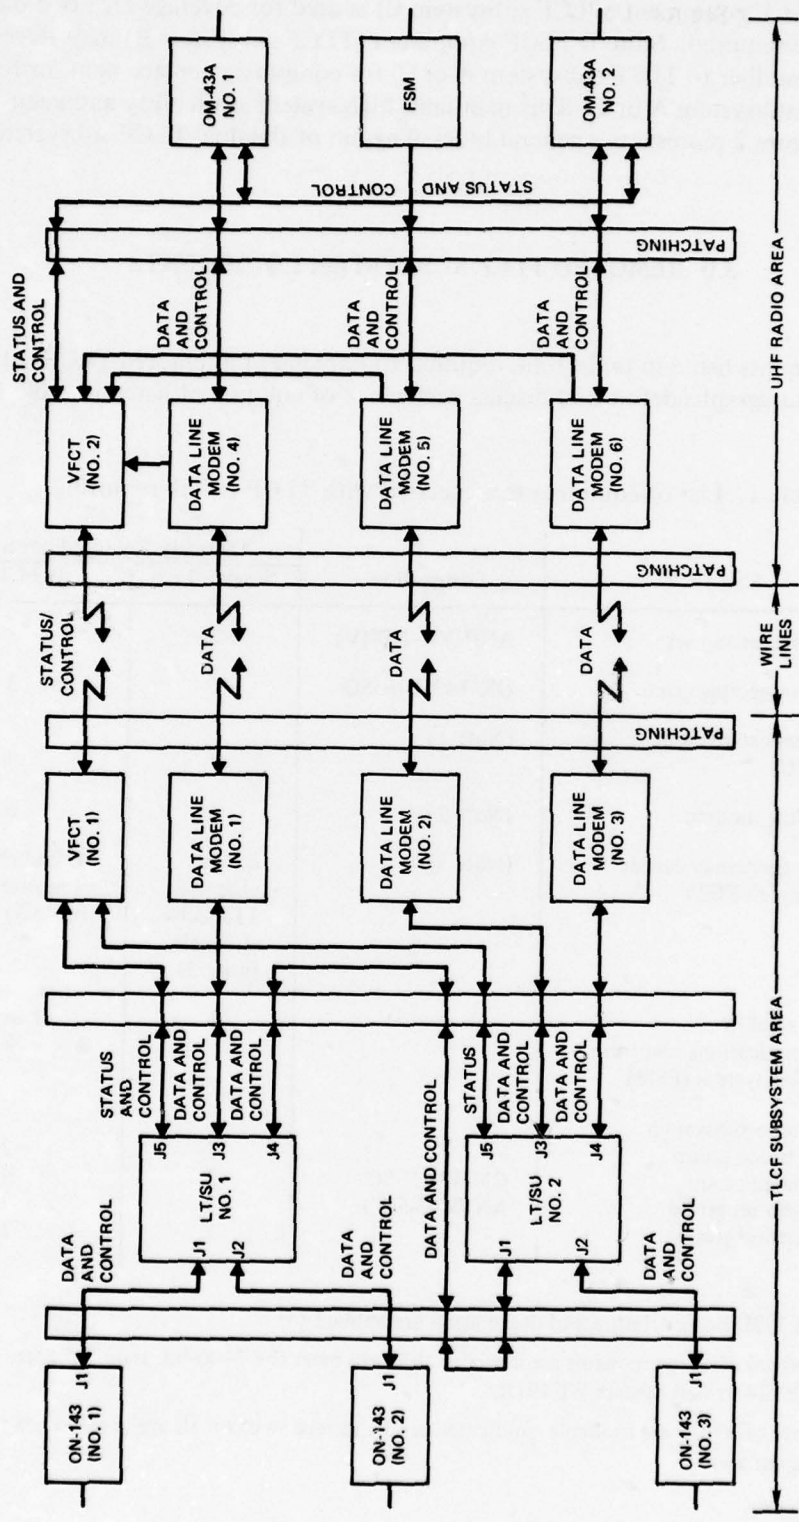 ON-143
(NO. 1)
J1
DATA
AND
CONTROL
J1
J2
LT/SU
NO. 1
J5
J3
J4
STATUS
AND
CONTROL
DATA AND
CONTROL
DATA AND
CONTROL
VFCT
(NO. 1)
DATA LINE
MODEM
(NO. 1)
STATUS/
CONTROL
DATA
VFCT
(NO. 2)
DATA LINE
MODEM
(NO. 4)
STATUS AND
CONTROL
DATA
AND
CONTROL
OM-43A
NO. 1
ON-143
(NO. 2)
J1
DATA
AND
CONTROL
DATA AND CONTROL
J1
J2
LT/SU
NO. 2
J5
J3
J4
STATUS
DATA AND
CONTROL
DATA AND
CONTROL
DATA LINE
MODEM
(NO. 2)
DATA
DATA LINE
MODEM
(NO. 5)
DATA
AND
CONTROL
STATUS AND
CONTROL
FSM
ON-143
(NO. 3)
J1
DATA
AND
CONTROL
DATA LINE
MODEM
(NO. 3)
DATA
DATA LINE
MODEM
(NO. 6)
DATA
AND
CONTROL
OM-43A
NO. 2
PATCHING
PATCHING
PATCHING
TLCF SUBSYSTEM AREA
WIRE
LINES
UHF RADIO AREA